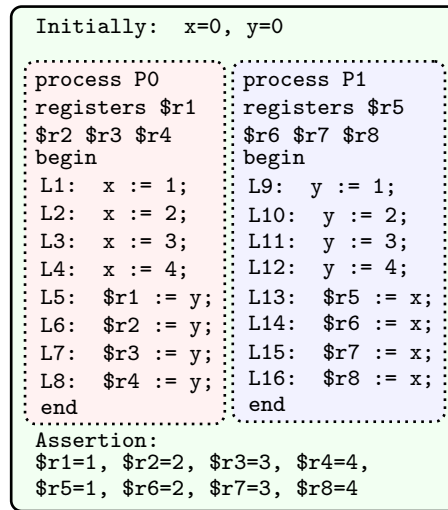 Initially: x=0, y=0
process P0
registers $r1
$r2 $r3 $r4
begin
L1: x := 1;
L2: x := 2;
L3: x := 3;
L4: x := 4;
L5: $r1 := y;
L6: $r2 := y;
L7: $r3 := y;
L8: $r4 := y;
end
process P1
registers $r5
$r6 $r7 $r8
begin
L9: y := 1;
L10: y := 2;
L11: y := 3;
L12: y := 4;
L13: $r5 := x;
L14: $r6 := x;
L15: $r7 := x;
L16: $r8 := x;
end
Assertion:
$r1=1, $r2=2, $r3=3, $r4=4,
$r5=1, $r6=2, $r7=3, $r8=4